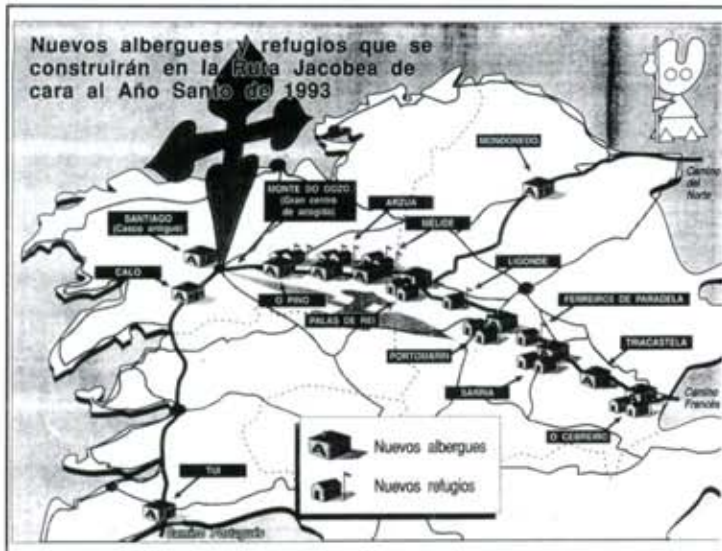 Nuevos albergues y refugios que se
construirán en la Ruta Jacobea de
cara al Año Santo de 1993
MONDOÑEDO
Camino
del
Norte
MONTE DO GOZO
(Gran centro
de acogida)
ARZUA
MELIDE
SANTIAGO
(Casco antiguo)
LIGONDE
CALO
FERREIROS DE PARADELA
O PINO
PALAS DE REI
TRIACASTELA
PORTOMARIN
SARRIA
Camino
Francés
O CEBREIRO
Nuevos albergues
Nuevos refugios
TUI
Camino Portugués